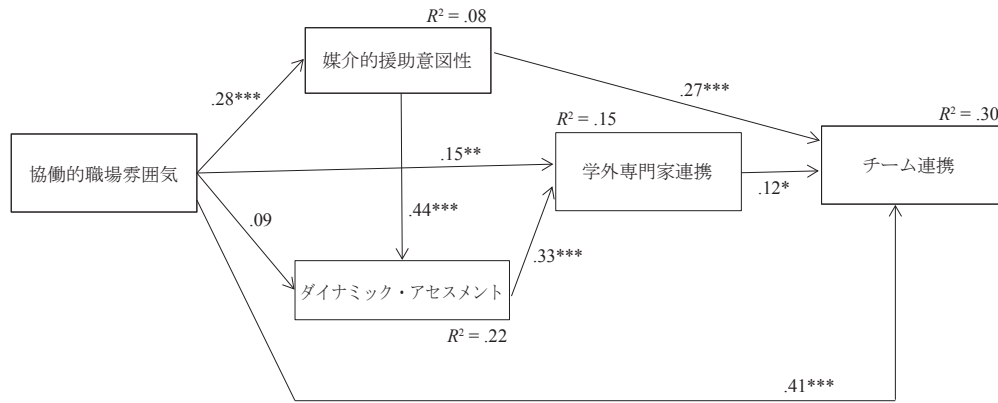 R² = .08
媒介的援助意図性
.28***
.27***
R² = .15
R² = .30
協働的職場雰囲気
.15**
学外専門家連携
チーム連携
.12*
.09
.44***
.33***
ダイナミック・アセスメント
R² = .22
.41***